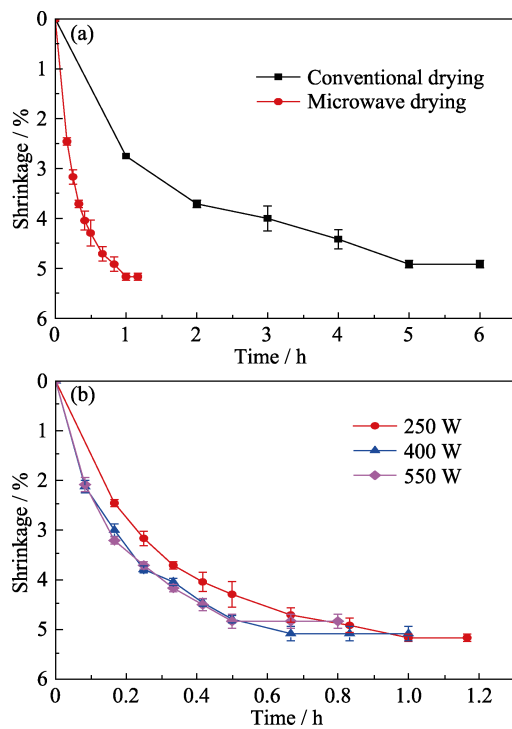 (a)
Conventional drying
Microwave drying
Shrinkage / %
0
1
2
3
4
5
6
0 1 2 3 4 5 6
Time / h
(b)
250 W
400 W
550 W
Shrinkage / %
0
1
2
3
4
5
6
0 0.2 0.4 0.6 0.8 1.0 1.2
Time / h